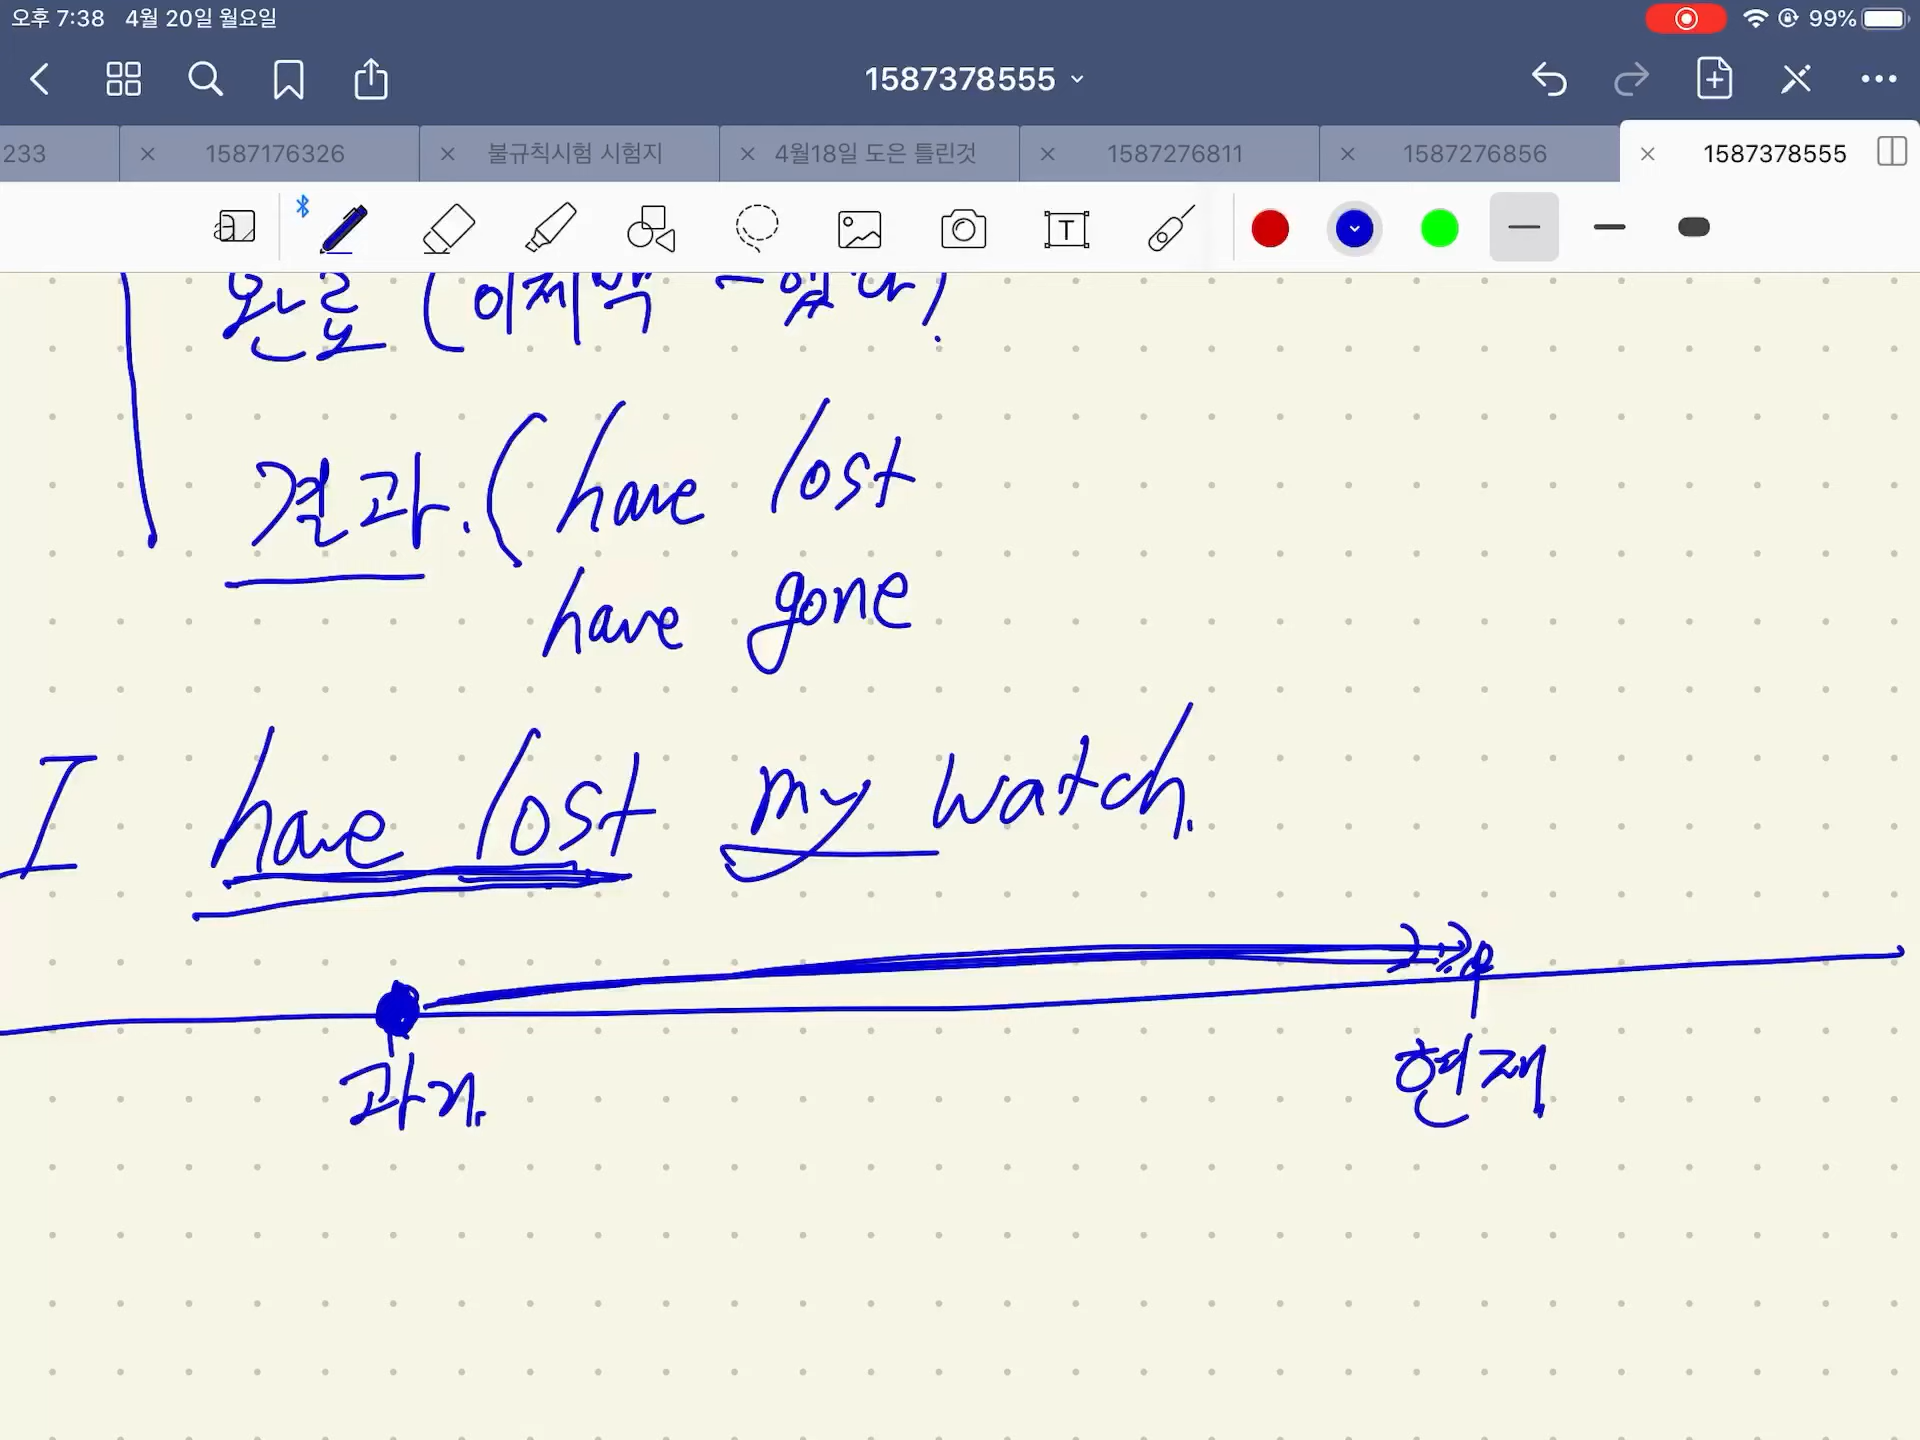 오후 7:38 4월 20일 월요일 99%
1587378555
233 1587176326 불규칙시험 시험지 4월18일 도은 틀린것 1587276811 1587276856 1587378555
완료 (이제막 ~했다)
결과. (have lost
have gone
I have lost my watch.
과거. 현재